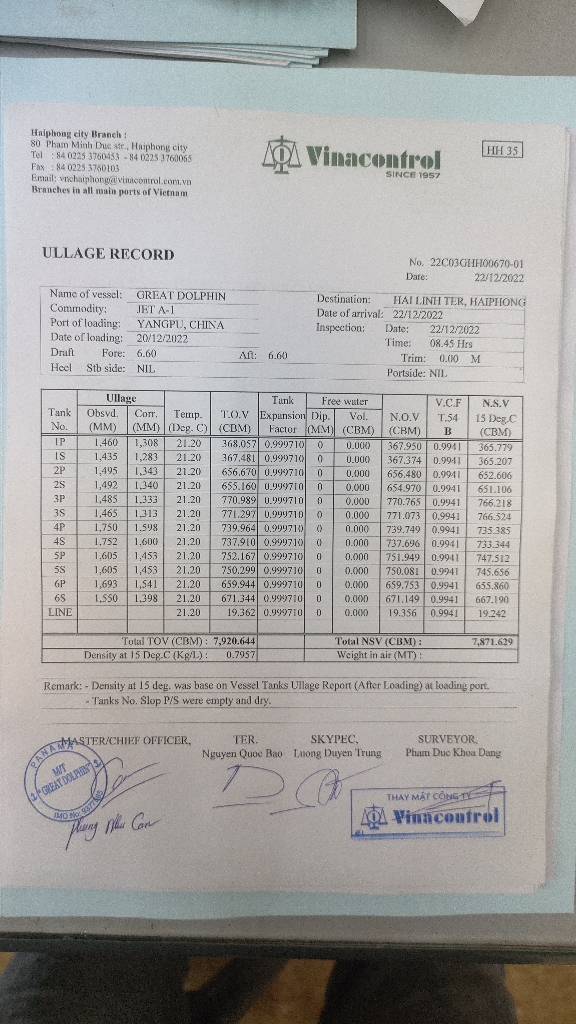 Haiphong city Branch :
80 Pham Minh Duc str., Haiphong city
Tel : 84 0225 3760453 - 84 0225 3760065
Fax : 84 0225 3760103
Email: vnchaiphong@vinacontrol.com.vn
Branches in all main ports of Vietnam
Vinacontrol
SINCE 1957
HH 35
ULLAGE RECORD
No. 22C03GHH00670-01
Date: 22/12/2022
Name of vessel: GREAT DOLPHIN Destination: HAI LINH TER, HAIPHONG
Commodity: JET A-1 Date of arrival: 22/12/2022
Port of loading: YANGPU, CHINA Inspection: Date: 22/12/2022
Date of loading: 20/12/2022 Time: 08.45 Hrs
Draft Fore: 6.60 Aft: 6.60 Trim: 0.00 M
Heel Stb side: NIL Portside: NIL
Ullage Tank Free water V.C.F N.S.V
Tank Obsvd. Corr. Temp. T.O.V Expansion Dip. Vol. N.O.V T.54 15 Deg.C
No. (MM) (MM) (Deg. C) (CBM) Factor (MM) (CBM) (CBM) B (CBM)
1P 1,460 1,308 21.20 368.057 0.999710 0 0.000 367.950 0.9941 365.779
1S 1,435 1,283 21.20 367.481 0.999710 0 0.000 367.374 0.9941 365.207
2P 1,495 1,343 21.20 656.670 0.999710 0 0.000 656.480 0.9941 652.606
2S 1,492 1,340 21.20 655.160 0.999710 0 0.000 654.970 0.9941 651.106
3P 1,485 1,333 21.20 770.989 0.999710 0 0.000 770.765 0.9941 766.218
3S 1,465 1,313 21.20 771.297 0.999710 0 0.000 771.073 0.9941 766.524
4P 1,750 1,598 21.20 739.964 0.999710 0 0.000 739.749 0.9941 735.385
4S 1,752 1,600 21.20 737.910 0.999710 0 0.000 737.696 0.9941 733.344
5P 1,605 1,453 21.20 752.167 0.999710 0 0.000 751.949 0.9941 747.512
5S 1,605 1,453 21.20 750.299 0.999710 0 0.000 750.081 0.9941 745.656
6P 1,693 1,541 21.20 659.944 0.999710 0 0.000 659.753 0.9941 655.860
6S 1,550 1,398 21.20 671.344 0.999710 0 0.000 671.149 0.9941 667.190
LINE 21.20 19.362 0.999710 0 0.000 19.356 0.9941 19.242
Total TOV (CBM) : 7,920.644 Total NSV (CBM) : 7,871.629
Density at 15 Deg.C (Kg/L) : 0.7957 Weight in air (MT) :
Remark: - Density at 15 deg. was base on Vessel Tanks Ullage Report (After Loading) at loading port.
- Tanks No. Slop P/S were empty and dry.
MASTER/CHIEF OFFICER, TER. SKYPEC, SURVEYOR,
Nguyen Quoc Bao Luong Duyen Trung Pham Duc Khoa Dang
PANAMA
M/T
"GREAT DOLPHIN"
IMO No.
THAY MẶT CÔNG TY
Vinacontrol